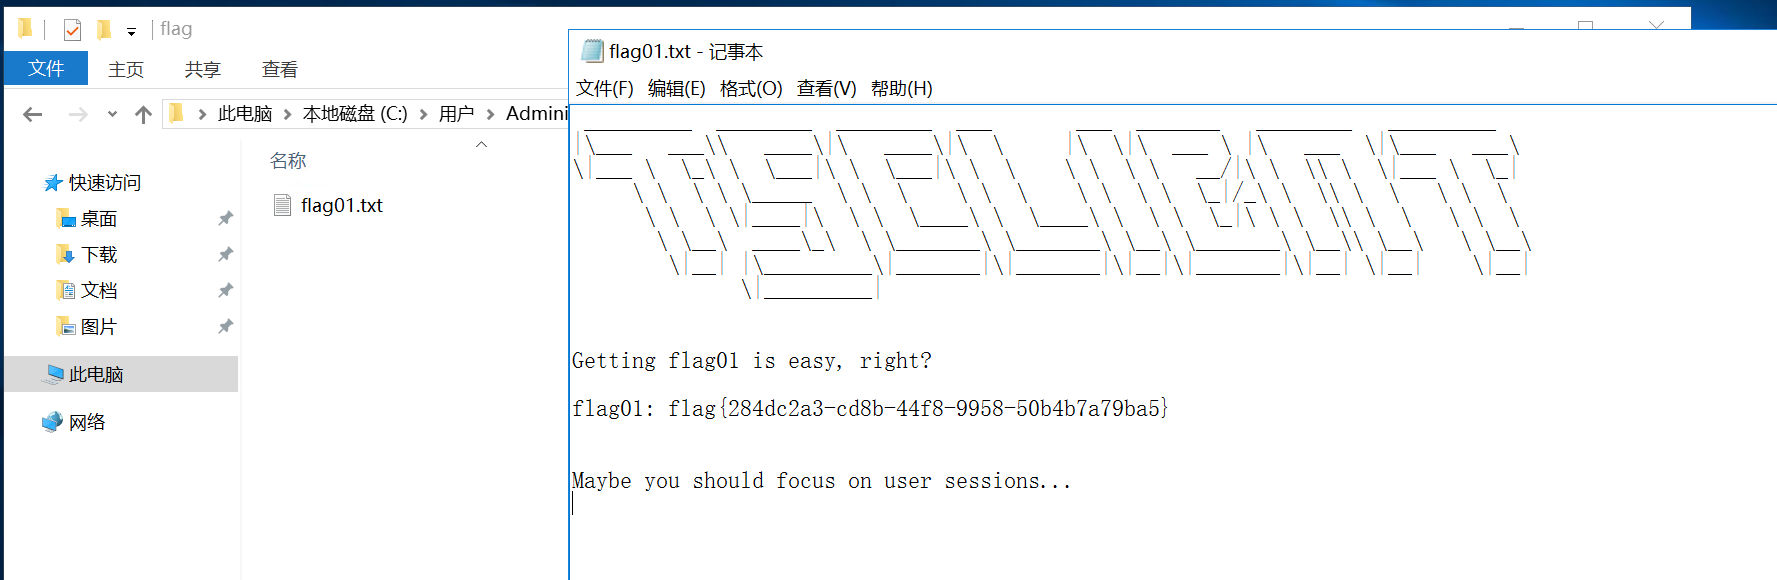 flag
文件 主页 共享 查看
此电脑 本地磁盘 (C:) 用户 Admini
名称
快速访问
桌面
下载
文档
图片
此电脑
网络
flag01.txt
flag01.txt - 记事本
文件(F) 编辑(E) 格式(O) 查看(V) 帮助(H)
Getting flag01 is easy, right?
flag01: flag{284dc2a3-cd8b-44f8-9958-50b4b7a79ba5}
Maybe you should focus on user sessions...